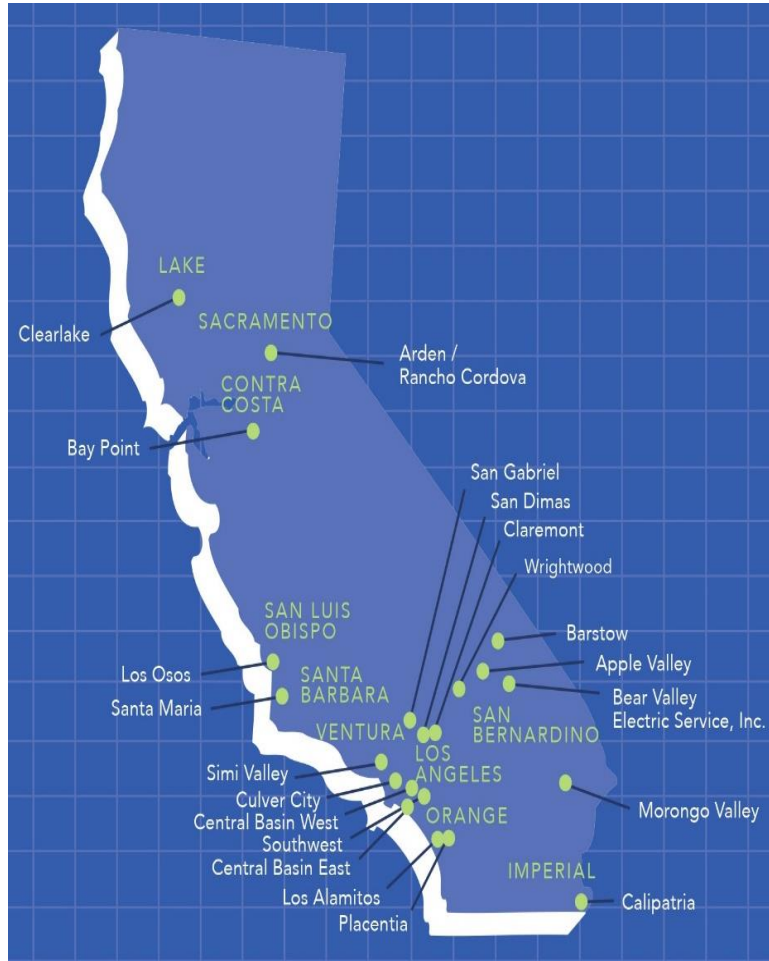 LAKE
Clearlake
SACRAMENTO
Arden /
Rancho Cordova
CONTRA
COSTA
Bay Point
San Gabriel
San Dimas
Claremont
Wrightwood
SAN LUIS
OBISPO
Barstow
Los Osos
Apple Valley
SANTA
BARBARA
Santa Maria
Bear Valley
Electric Service, Inc.
SAN
BERNARDINO
VENTURA
LOS
ANGELES
Simi Valley
Culver City
Central Basin West
Southwest
Central Basin East
ORANGE
Morongo Valley
Los Alamitos
Placentia
IMPERIAL
Calipatria